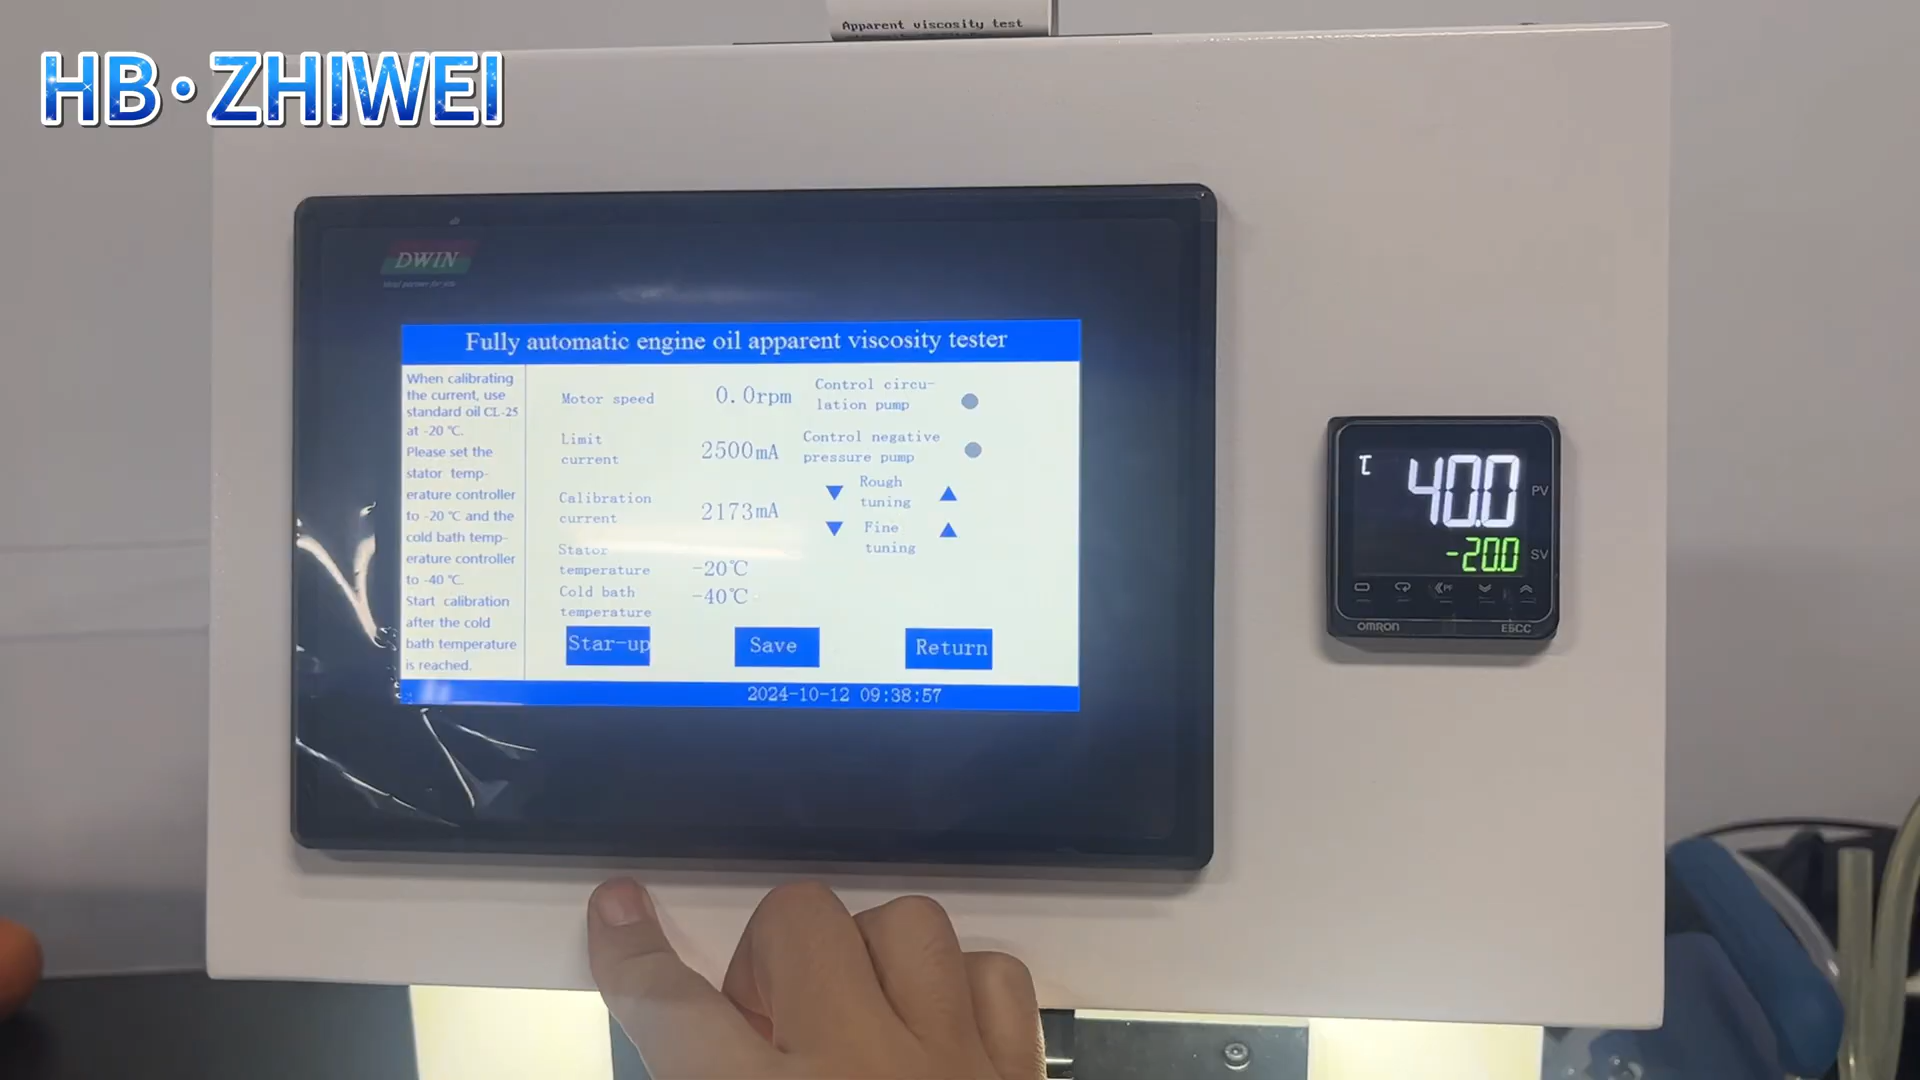 Apparent viscosity test
HB·ZHIWEI
DWIN
Fully automatic engine oil apparent viscosity tester
When calibrating
the current, use
standard oil CL-25
at -20 ℃.
Please set the
stator temp-
erature controller
to -20 ℃ and the
cold bath temp-
erature controller
to -40 ℃.
Start calibration
after the cold
bath temperature
is reached.
Motor speed 0.0rpm
Limit
current 2500mA
Calibration
current 2173mA
Stator
temperature -20℃
Cold bath
temperature -40℃
Control circu-
lation pump
Control negative
pressure pump
Rough
tuning
Fine
tuning
Star-up Save Return
2024-10-12 09:38:57
40.0 PV
-20.0 SV
PF
OMRON E5CC